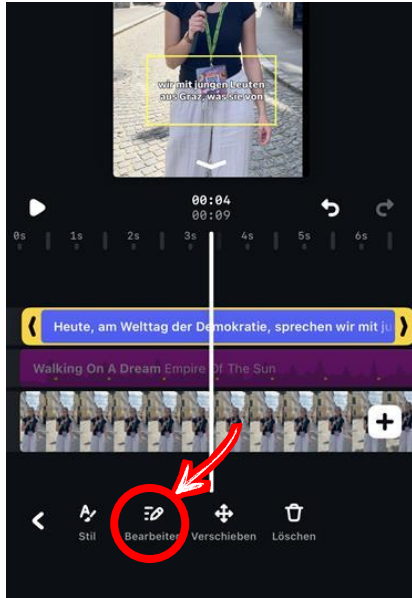 wir mit jungen Leuten
aus Graz, was sie von
00:04
00:09
0s 1s 2s 3s 4s 5s 6s
Heute, am Welttag der Demokratie, sprechen wir mit ju
Walking On A Dream Empire Of The Sun
Stil Bearbeiten Verschieben Löschen